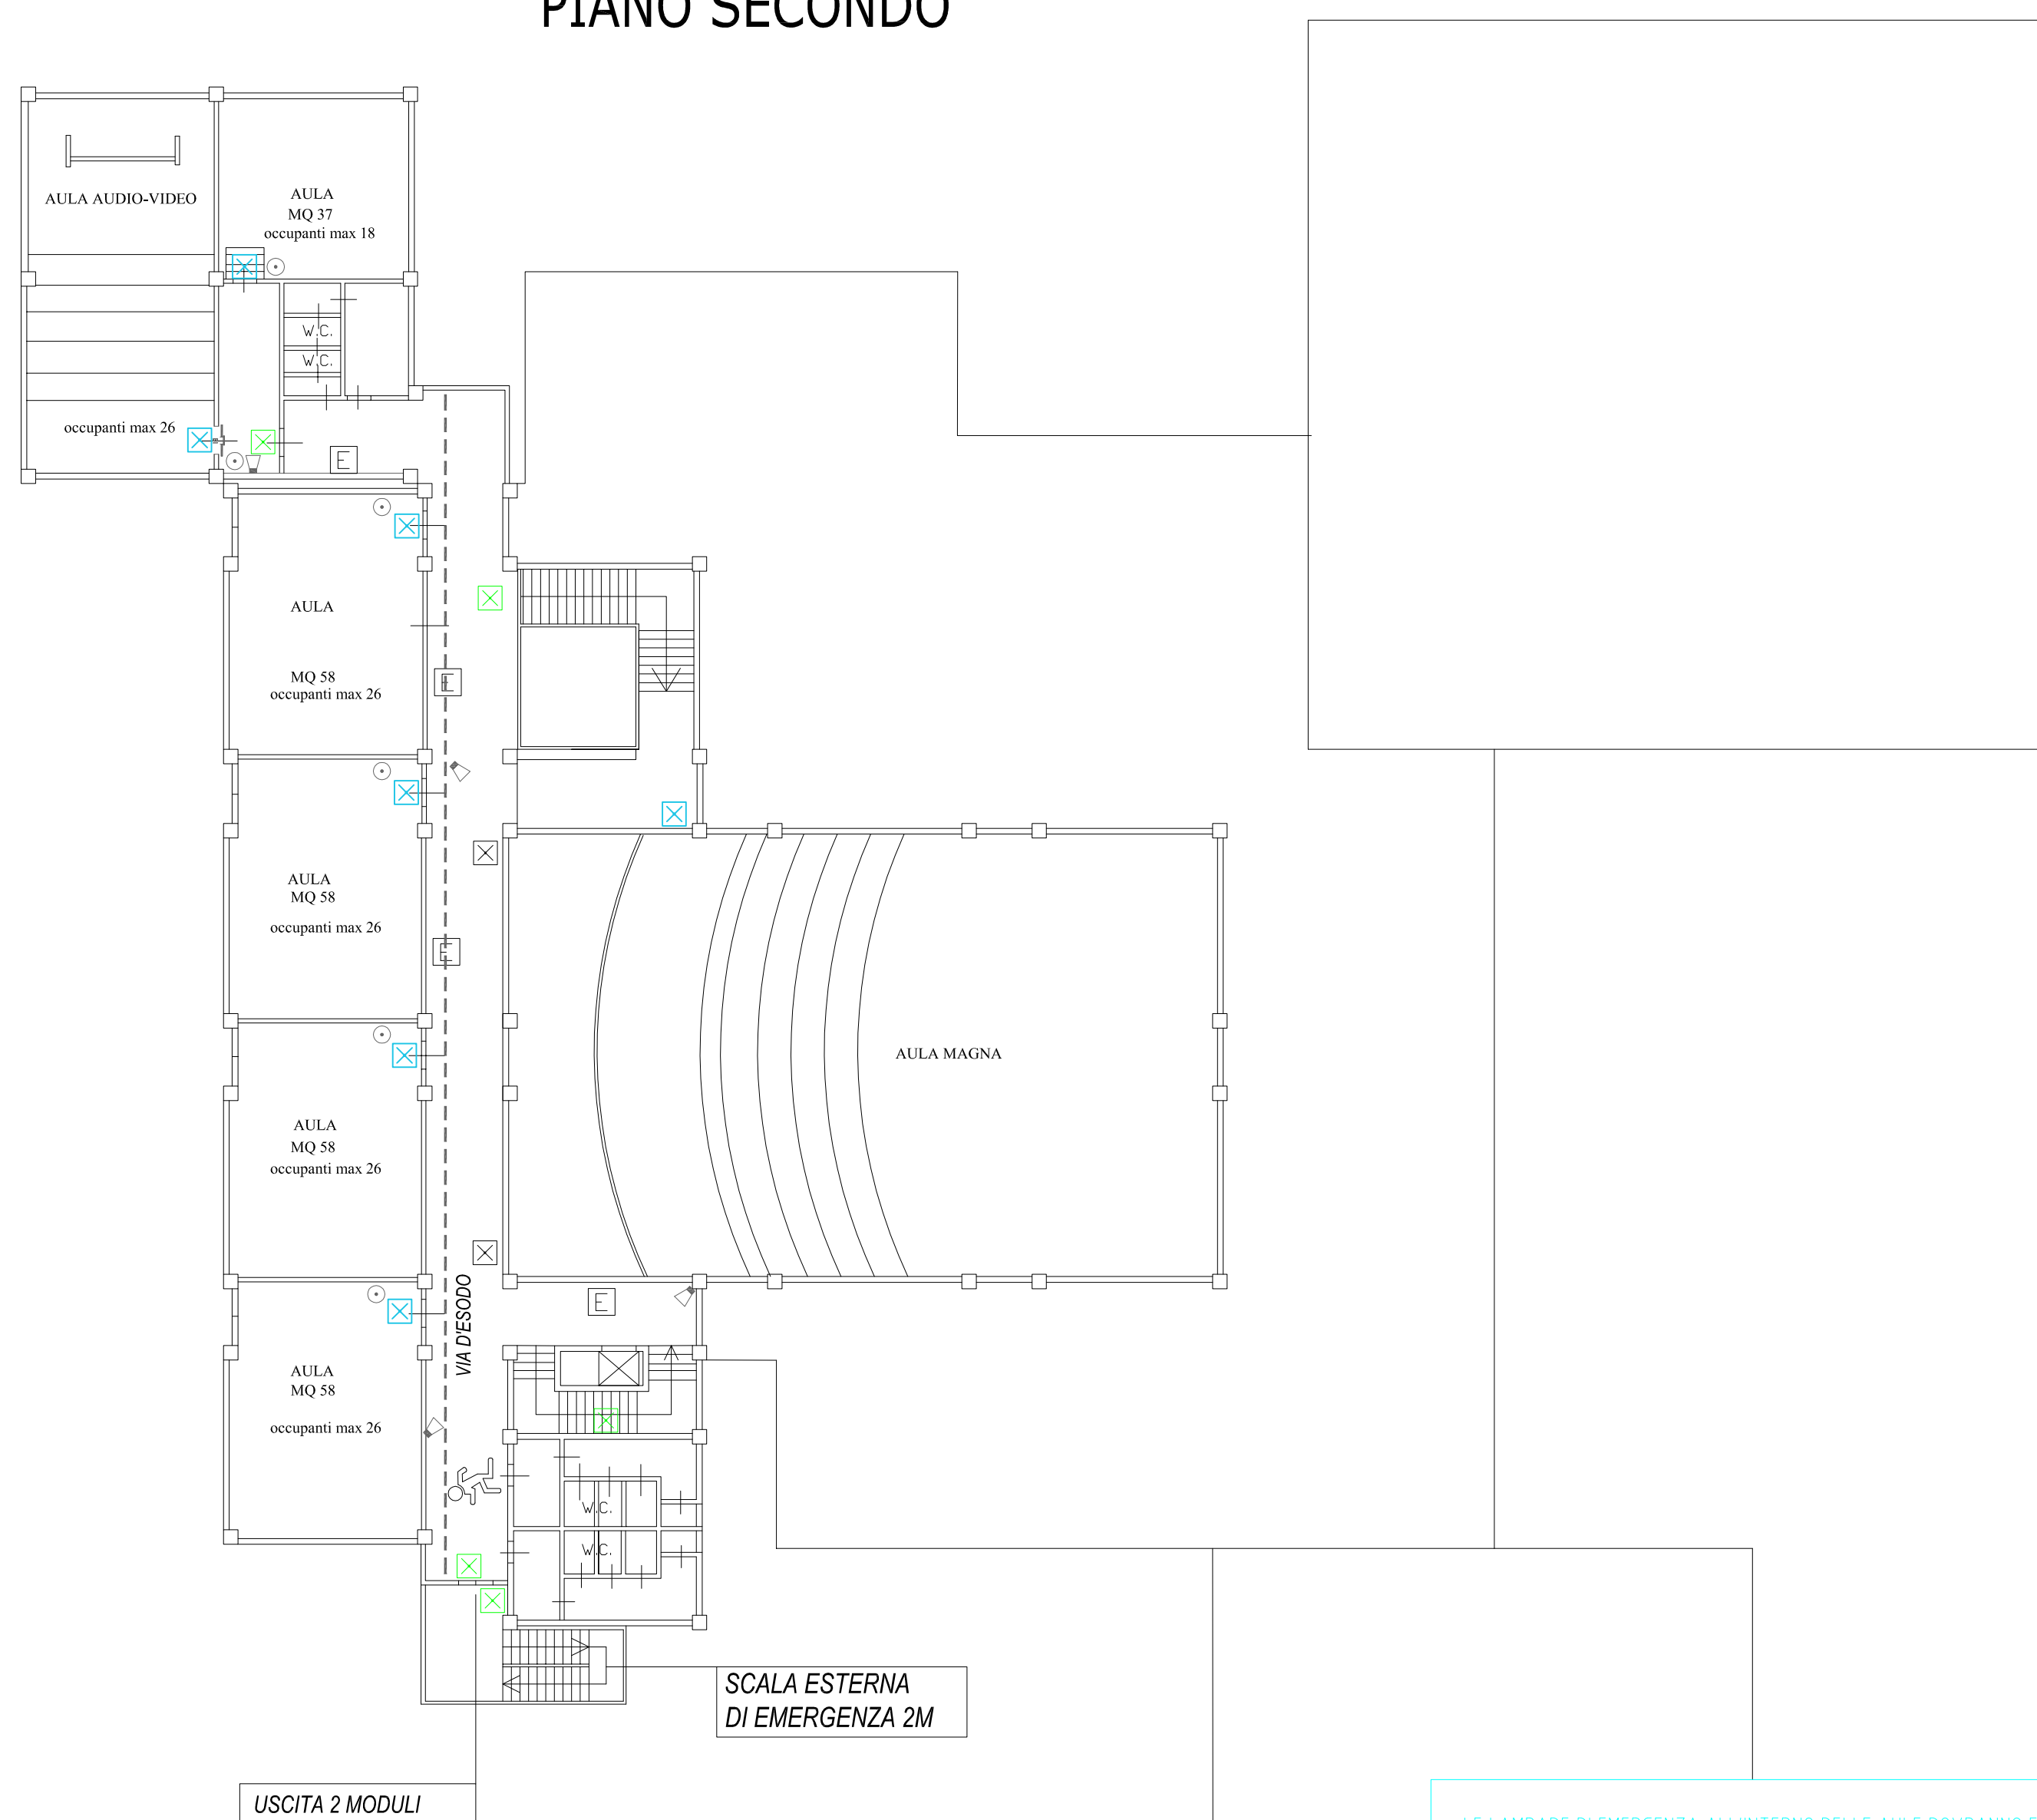 PIANO SECONDO
AULA AUDIO-VIDEO
AULA
MQ 37
occupanti max 18
W.C.
W.C.
occupanti max 26
E
AULA
MQ 58
occupanti max 26
E
AULA
MQ 58
occupanti max 26
E
AULA MAGNA
AULA
MQ 58
occupanti max 26
VIA D'ESODO
E
AULA
MQ 58
occupanti max 26
W.C.
W.C.
SCALA ESTERNA
DI EMERGENZA 2M
USCITA 2 MODULI